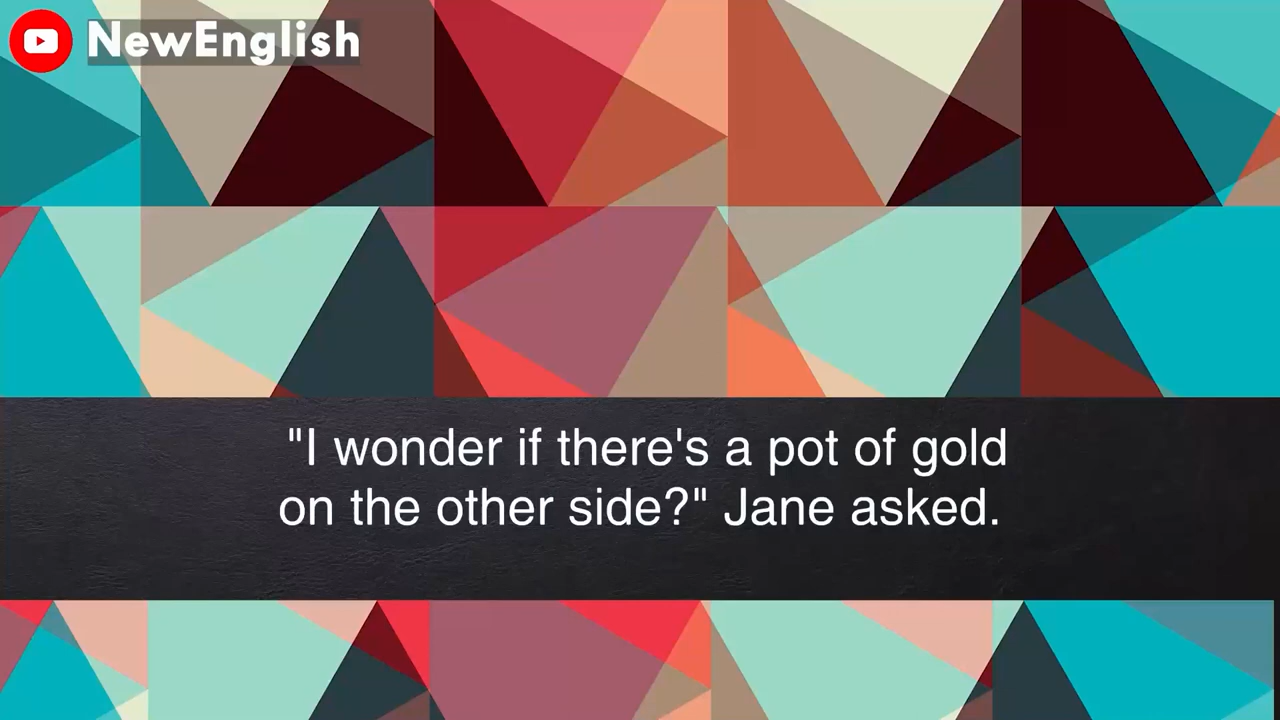 NewEnglish
"I wonder if there's a pot of gold
on the other side?" Jane asked.